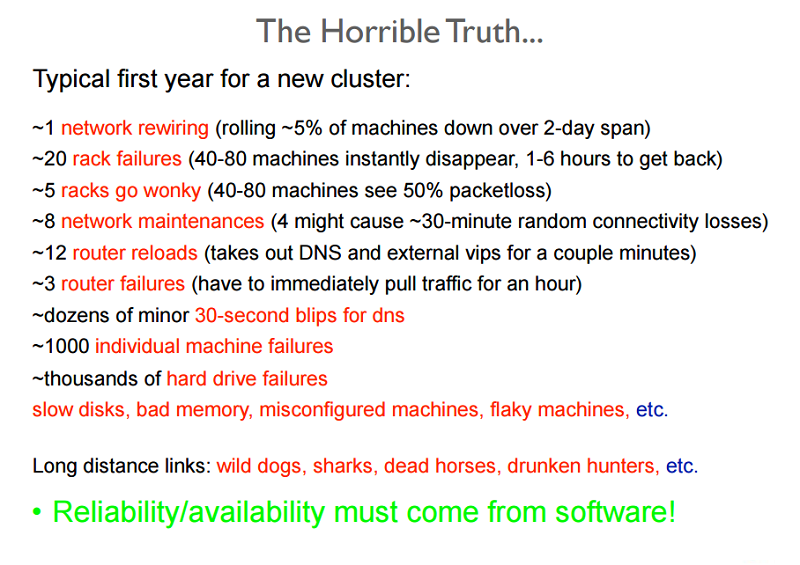 The Horrible Truth...
Typical first year for a new cluster:
~1 network rewiring (rolling ~5% of machines down over 2-day span)
~20 rack failures (40-80 machines instantly disappear, 1-6 hours to get back)
~5 racks go wonky (40-80 machines see 50% packetloss)
~8 network maintenances (4 might cause ~30-minute random connectivity losses)
~12 router reloads (takes out DNS and external vips for a couple minutes)
~3 router failures (have to immediately pull traffic for an hour)
~dozens of minor 30-second blips for dns
~1000 individual machine failures
~thousands of hard drive failures
slow disks, bad memory, misconfigured machines, flaky machines, etc.
Long distance links: wild dogs, sharks, dead horses, drunken hunters, etc.
• Reliability/availability must come from software!